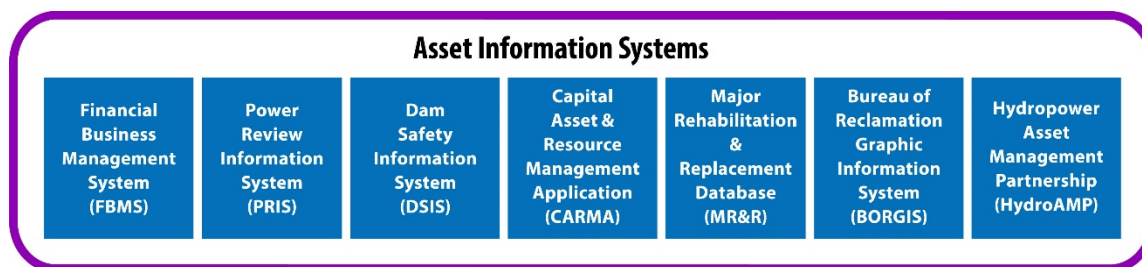 Asset Information Systems
Financial
Business
Management
System
(FBMS)
Power
Review
Information
System
(PRIS)
Dam
Safety
Information
System
(DSIS)
Capital
Asset &
Resource
Management
Application
(CARMA)
Major
Rehabilitation
&
Replacement
Database
(MR&R)
Bureau of
Reclamation
Graphic
Information
System
(BORGIS)
Hydropower
Asset
Management
Partnership
(HydroAMP)